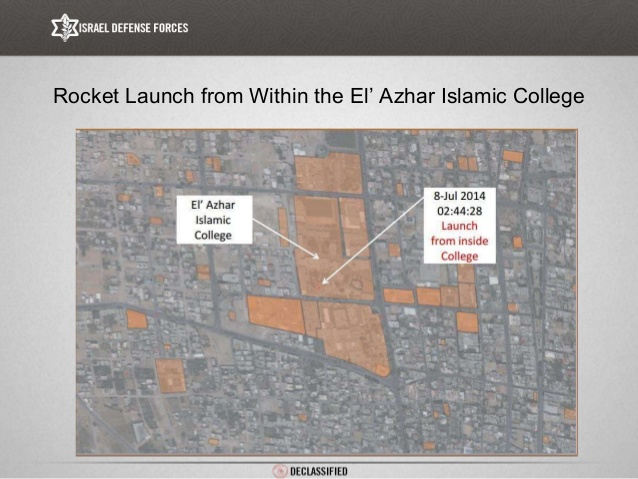 ISRAEL DEFENSE FORCES
Rocket Launch from Within the El’ Azhar Islamic College
El’ Azhar
Islamic
College
8-Jul 2014
02:44:28
Launch
from inside
College
DECLASSIFIED